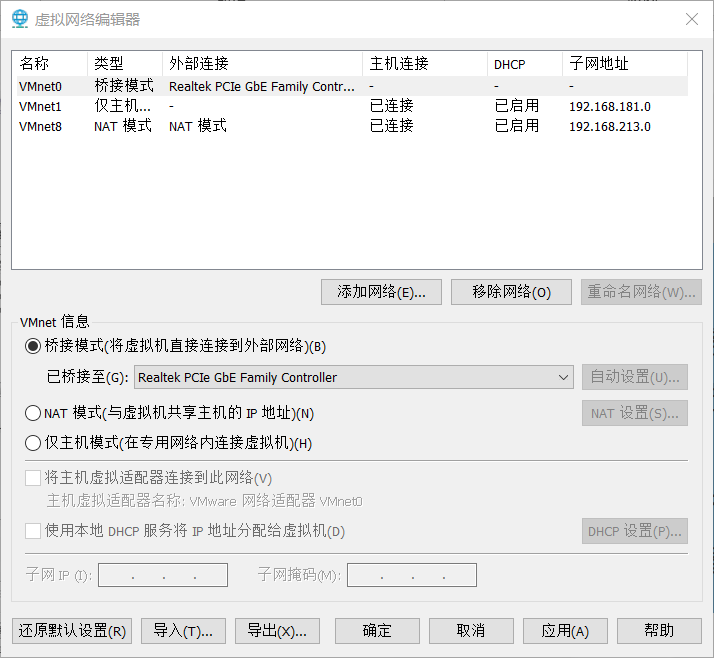 虚拟网络编辑器
名称 类型 外部连接 主机连接 DHCP 子网地址
VMnet0 桥接模式 Realtek PCIe GbE Family Contr... - - -
VMnet1 仅主机... - 已连接 已启用 192.168.181.0
VMnet8 NAT 模式 NAT 模式 已连接 已启用 192.168.213.0
添加网络(E)... 移除网络(O) 重命名网络(W)...
VMnet 信息
桥接模式(将虚拟机直接连接到外部网络)(B)
已桥接至(G): Realtek PCIe GbE Family Controller 自动设置(U)...
NAT 模式(与虚拟机共享主机的 IP 地址)(N) NAT 设置(S)...
仅主机模式(在专用网络内连接虚拟机)(H)
将主机虚拟适配器连接到此网络(V)
主机虚拟适配器名称: VMware 网络适配器 VMnet0
使用本地 DHCP 服务将 IP 地址分配给虚拟机(D) DHCP 设置(P)...
子网 IP (I): . . . 子网掩码(M): . . .
还原默认设置(R) 导入(T)... 导出(X)... 确定 取消 应用(A) 帮助